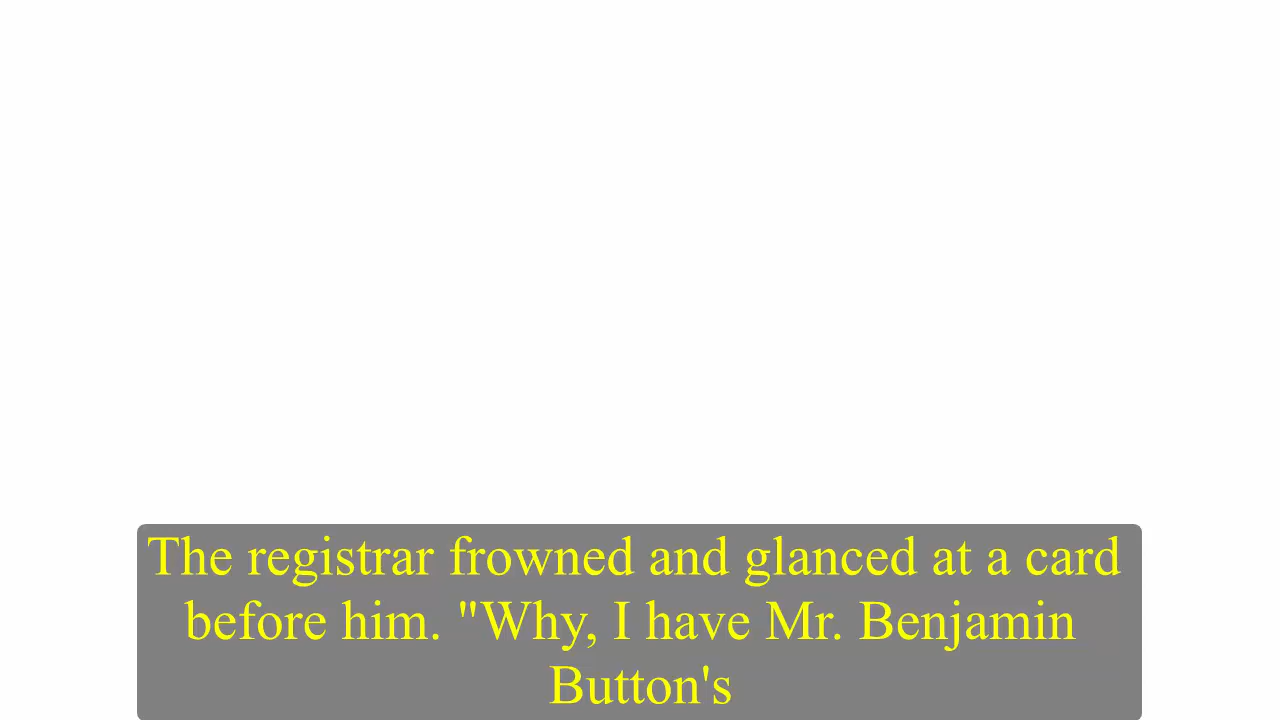 The registrar frowned and glanced at a card
before him. "Why, I have Mr. Benjamin
Button's